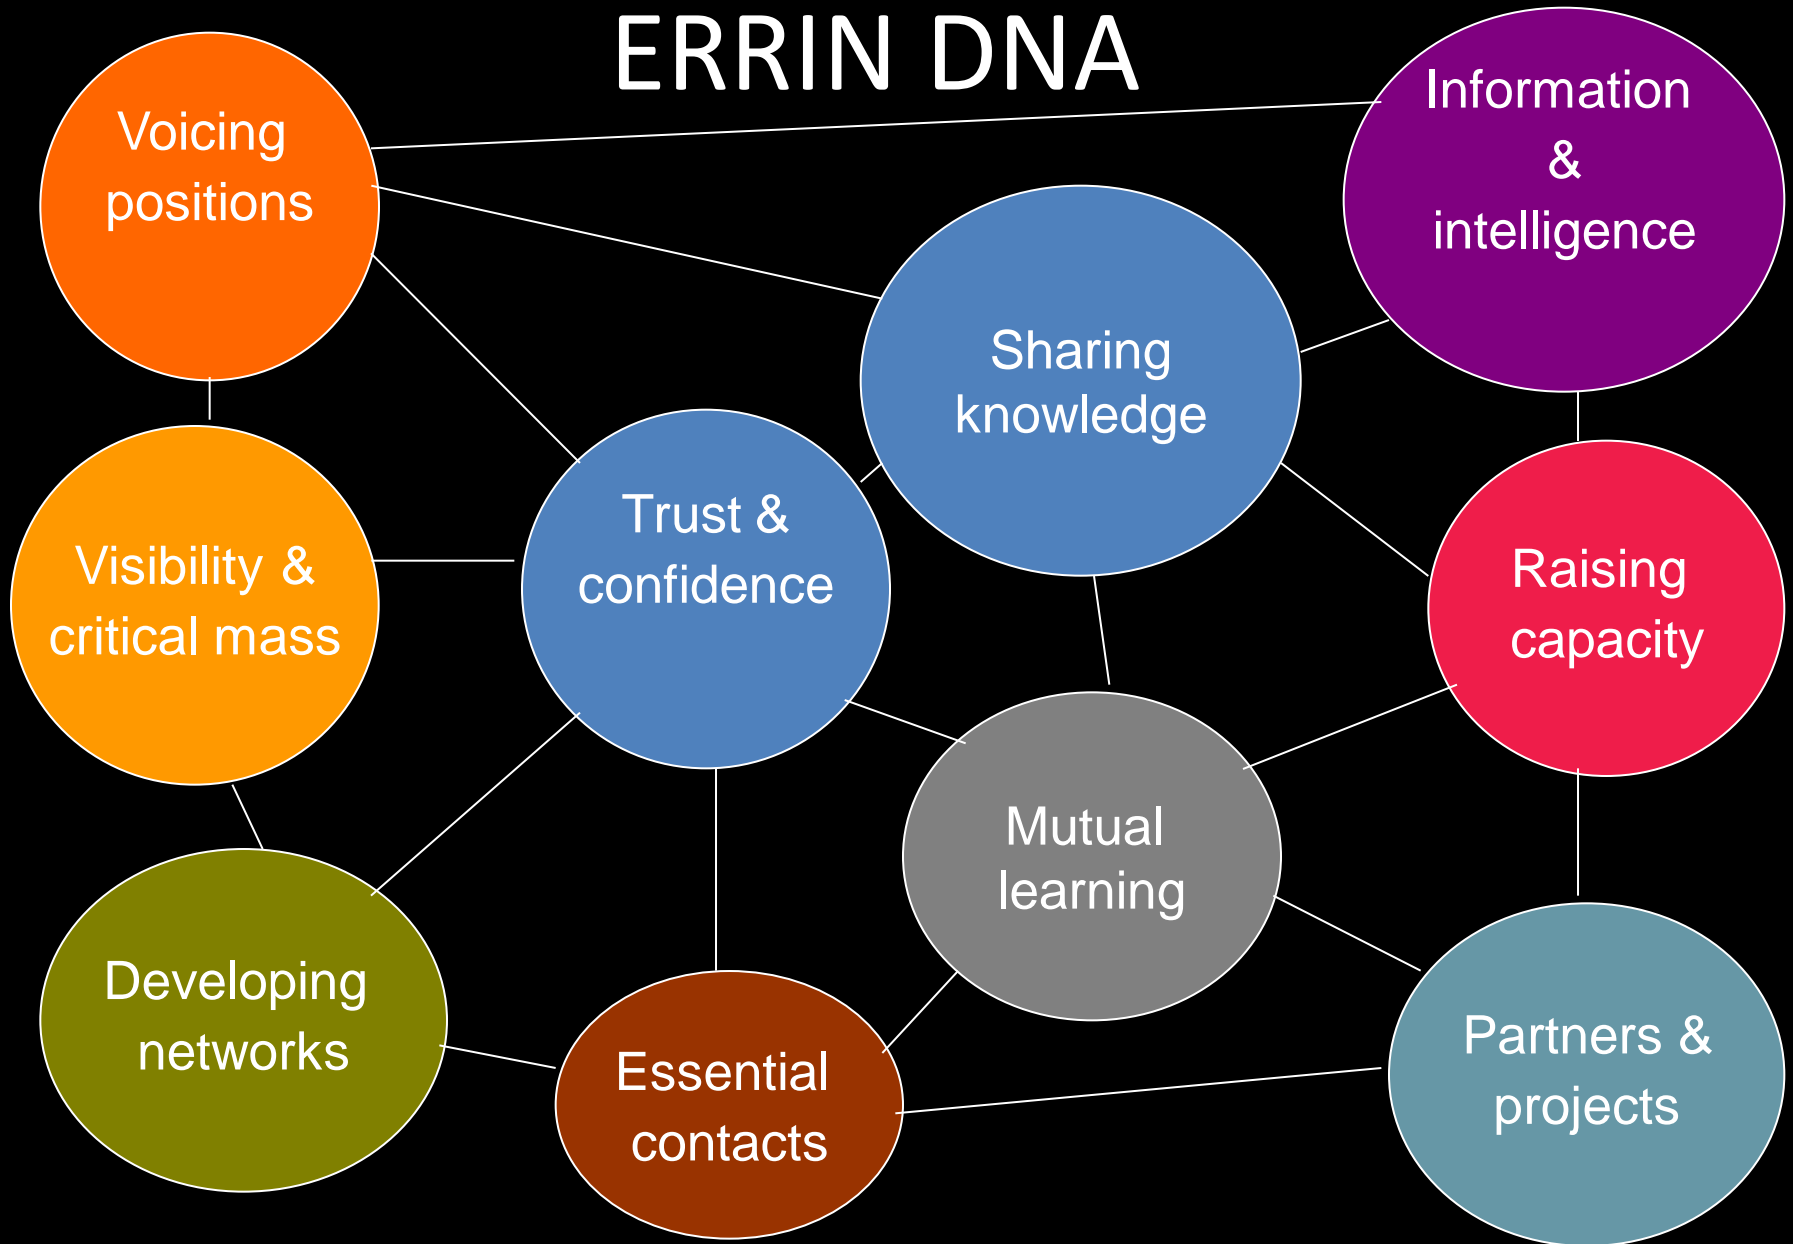 ERRIN DNA
Voicing
positions
Information
&
intelligence
Sharing
knowledge
Trust &
confidence
Visibility &
critical mass
Raising
capacity
Mutual
learning
Developing
networks
Essential
contacts
Partners &
projects